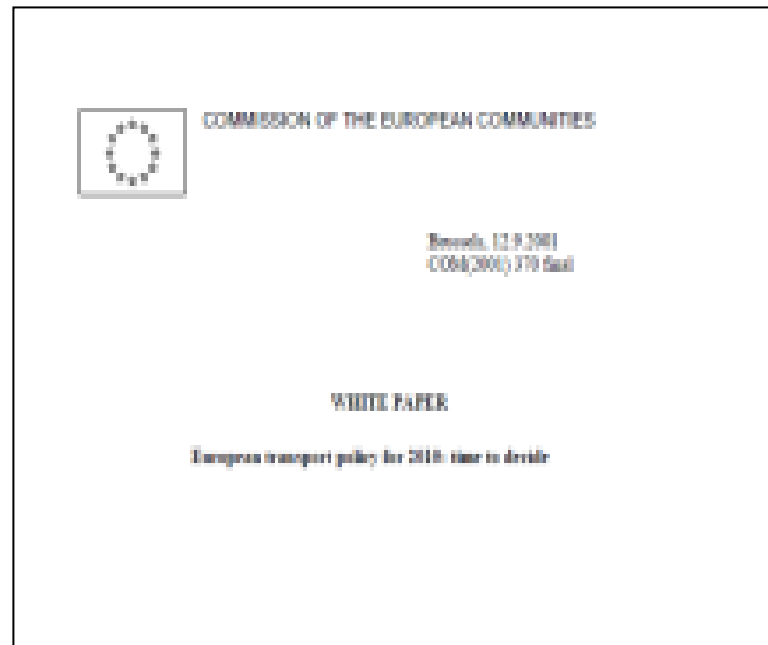 COMMISSION OF THE EUROPEAN COMMUNITIES
Brussels, 12.9.2001
COM(2001) 370 final
WHITE PAPER
European transport policy for 2010: time to decide